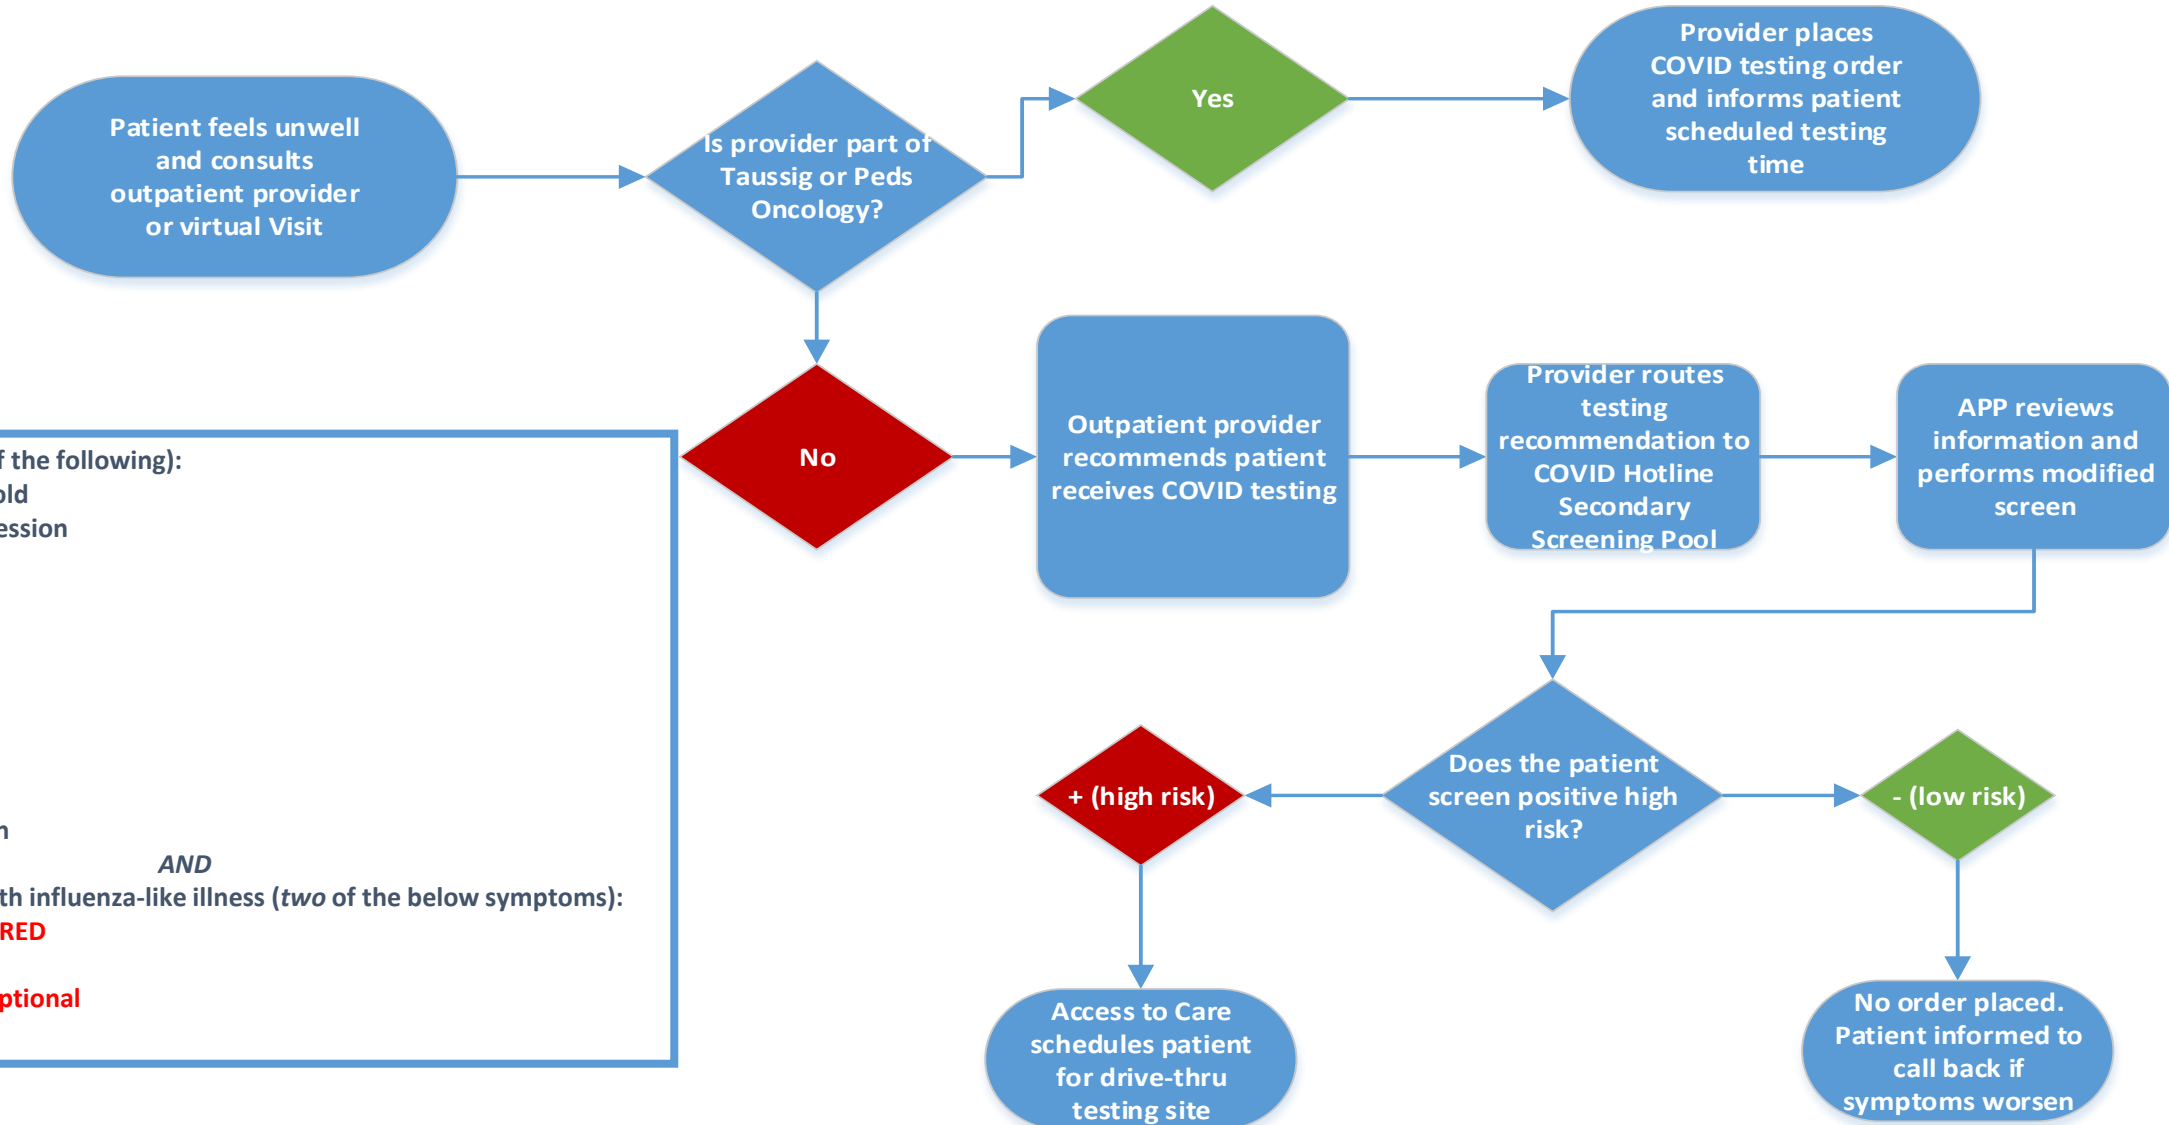 Patient feels unwell
and consults
outpatient provider
or virtual Visit
Is provider part of
Taussig or Peds
Oncology?
Yes
Provider places
COVID testing order
and informs patient
scheduled testing
time
No
Outpatient provider
recommends patient
receives COVID testing
Provider routes
testing
recommendation to
COVID Hotline
Secondary
Screening Pool
APP reviews
information and
performs modified
screen
the following):
AND
influenza-like illness (two of the below symptoms):
Does the patient
screen positive high
risk?
+ (high risk)
- (low risk)
Access to Care
schedules patient
for drive-thru
testing site
No order placed.
Patient informed to
call back if
symptoms worsen